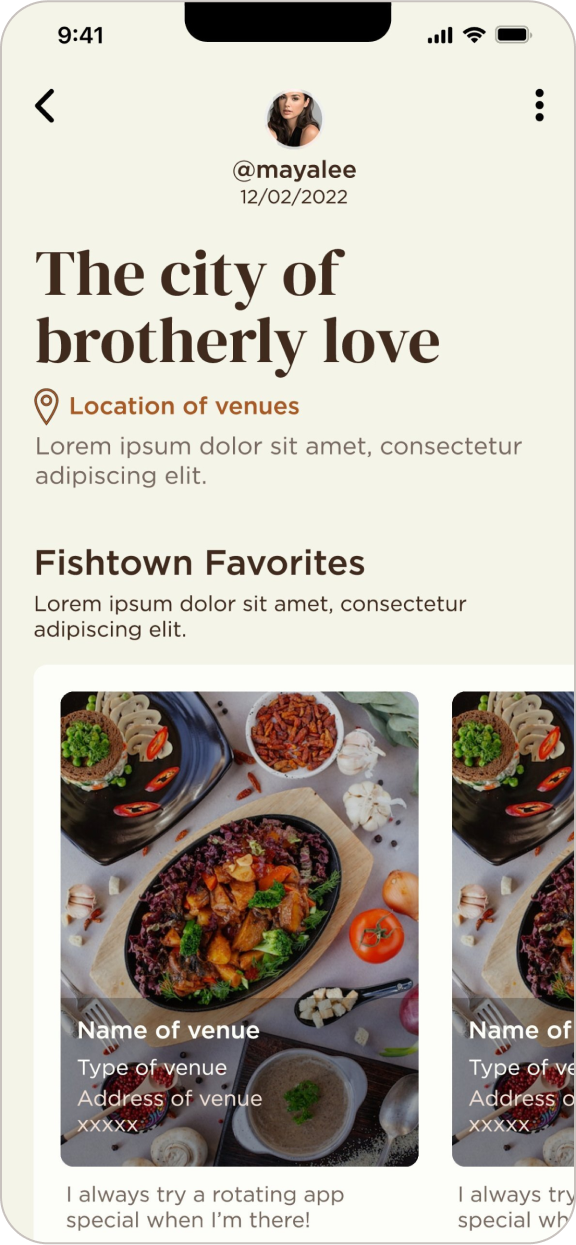 9:41
@mayalee
12/02/2022
The city of
brotherly love
Location of venues
Lorem ipsum dolor sit amet, consectetur
adipiscing elit.
Fishtown Favorites
Lorem ipsum dolor sit amet, consectetur
adipiscing elit.
Name of venue
Type of venue
Address of venue
xxxxx
I always try a rotating app
special when I'm there!
Name of
Type of ve
Address o
xxxxx
I always try
special wh